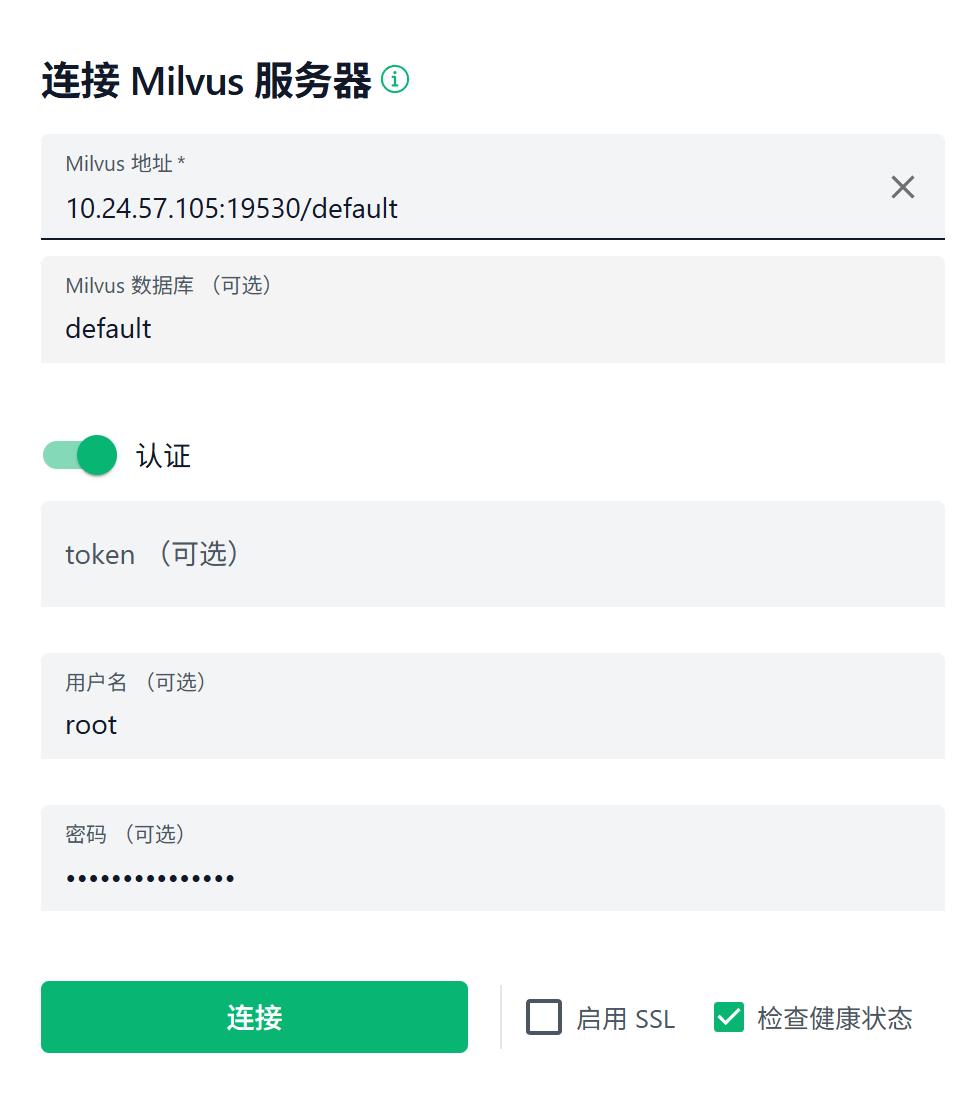 连接 Milvus 服务器
Milvus 地址 *
10.24.57.105:19530/default
Milvus 数据库 （可选）
default
认证
token （可选）
用户名 （可选）
root
密码 （可选）
•••••••••••••••
连接
启用 SSL
检查健康状态